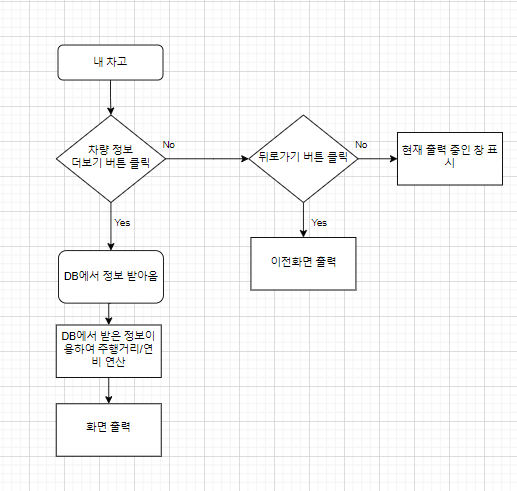 내 차고
차량 정보
더보기 버튼 클릭
No
뒤로가기 버튼 클릭
No
현재 출력 중인 창 표
시
Yes
Yes
이전화면 출력
DB에서 정보 받아옴
DB에서 받은 정보이
용하여 주행거리/연
비 연산
화면 출력